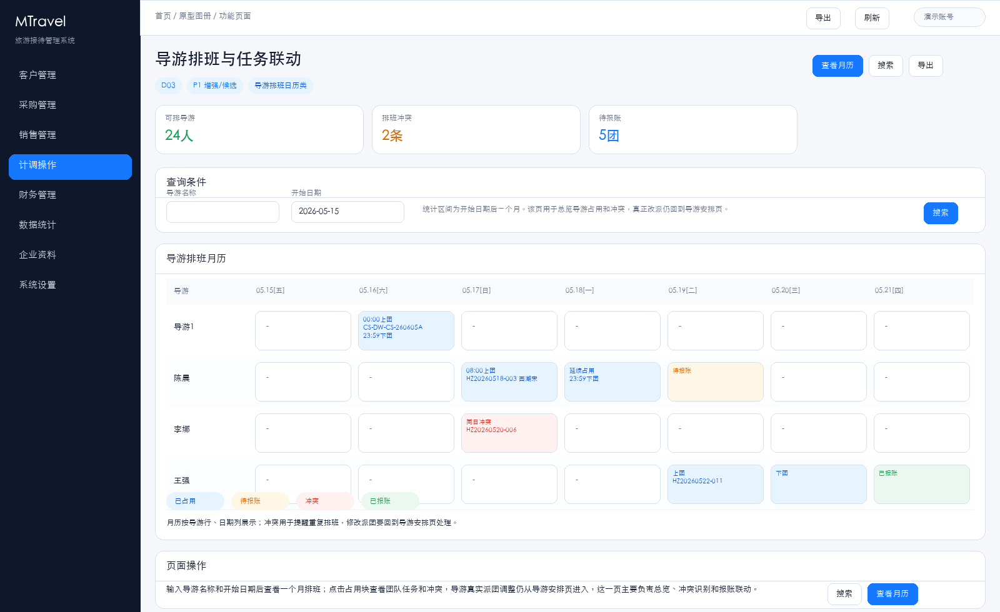 MTravel
旅游接待管理系统
客户管理
采购管理
销售管理
计调操作
财务管理
数据统计
企业资料
系统设置
首页 / 原型图册 / 功能页面
导出
刷新
演示账号
导游排班与任务联动
查看月历
搜索
导出
D03
P1 增强/候选
导游排班日历类
可排导游
24人
排班冲突
2条
待报账
5团
查询条件
导游名称
开始日期
2026-05-15
统计区间为开始日期后一个月。该页用于总览导游占用和冲突，真正改派仍回到导游安排页。
搜索
导游排班月历
导游
05.15[五]
05.16[六]
05.17[日]
05.18[一]
05.19[二]
05.20[三]
05.21[四]
导游1
-
00:00上团
CS-DW-CS-260605A
23:59下团
-
-
-
-
-
陈晨
-
-
08:00上团
HZ20260518-003 西湖宋
延续占用
23:59下团
待报账
-
-
李娜
-
-
同日冲突
HZ20260520-006
-
-
-
-
王强
-
-
-
-
上团
HZ20260522-011
下团
已报账
已占用
待报账
冲突
已报账
月历按导游行、日期列展示；冲突用于提醒重复排班，修改派团要回到导游安排页处理。
页面操作
输入导游名称和开始日期后查看一个月排班；点击占用块查看团队任务和冲突，导游真实派团调整仍从导游安排页进入，这一页主要负责总览、冲突识别和报账联动。
搜索
查看月历